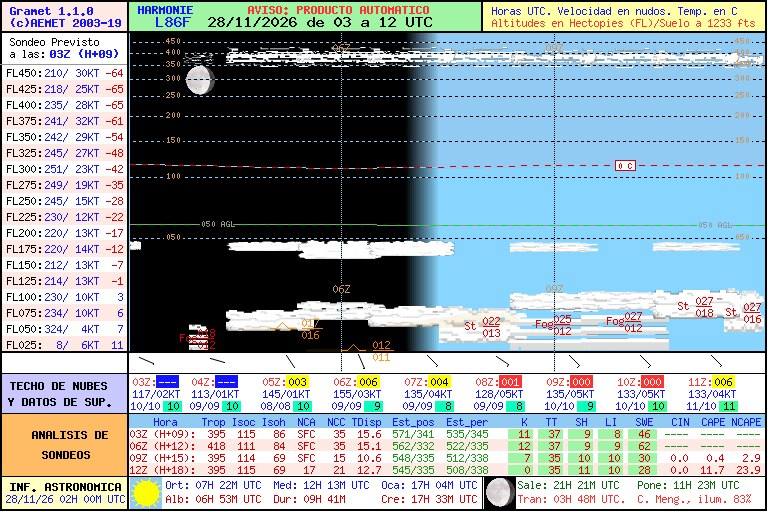 Gramet 1.1.0
(c)AEMET 2003-19
HARMONIE
L86F
AVISO: PRODUCTO AUTOMATICO
28/11/2026 de 03 a 12 UTC
Horas UTC. Velocidad en nudos. Temp. en C
Altitudes en Hectopies (FL)/Suelo a 1233 fts
Sondeo Previsto
a las: 03Z (H+09)
FL450: 210/ 30KT -64
FL425: 218/ 25KT -65
FL400: 235/ 28KT -65
FL375: 241/ 32KT -61
FL350: 242/ 29KT -54
FL325: 245/ 27KT -48
FL300: 251/ 23KT -42
FL275: 249/ 19KT -35
FL250: 245/ 15KT -28
FL225: 230/ 12KT -22
FL200: 220/ 13KT -17
FL175: 220/ 14KT -12
FL150: 212/ 13KT -7
FL125: 214/ 13KT -1
FL100: 230/ 10KT 3
FL075: 234/ 10KT 6
FL050: 324/ 4KT 7
FL025: 8/ 6KT 11
450 450
400 400
350 350
300 300
250 250
200 200
150 150
100 100
050 050
06Z 09Z
0 C
050 AGL 050 AGL
06Z 09Z
017
016
012
011
St 022
013
Fog 025
012
Fog 027
012
St 027
018
St 027
016
TECHO DE NUBES
Y DATOS DE SUP.
03Z: --- 04Z: --- 05Z: 003 06Z: 006 07Z: 004 08Z: 001 09Z: 000 10Z: 000 11Z: 006
117/02KT 113/01KT 145/01KT 155/03KT 135/04KT 128/05KT 135/05KT 133/05KT 133/04KT
10/10 10 09/09 10 08/08 10 09/09 9 09/09 8 09/09 8 09/09 9 09/09 10 10/10 11
ANALISIS DE
SONDEOS
Hora Trop Isoc Isoh NCA NCC TDisp Est_pos Est_per K TT SH LI SWE CIN CAPE NCAPE
03Z (H+09): 395 115 86 SFC 35 15.6 571/341 535/345 11 37 9 8 46 ---- ---- ----
06Z (H+12): 418 111 84 SFC 35 15.1 562/332 522/335 12 37 9 9 62 ---- ---- ----
09Z (H+15): 395 114 69 SFC 50 10.6 548/335 512/338 7 35 10 10 30 0.0 0.4 2.9
12Z (H+18): 395 115 69 17 21 12.7 545/335 508/338 0 35 11 10 28 0.0 11.7 23.9
INF. ASTRONOMICA
28/11/26 02H 00M UTC
Ort: 07H 22M UTC Med: 12H 13M UTC Oca: 17H 04M UTC
Alb: 06H 53M UTC Dur: 09H 41M Cre: 17H 33M UTC
Sale: 21H 21M UTC Pone: 11H 23M UTC
Tran: 03H 48M UTC. C. Meng., ilum. 83%